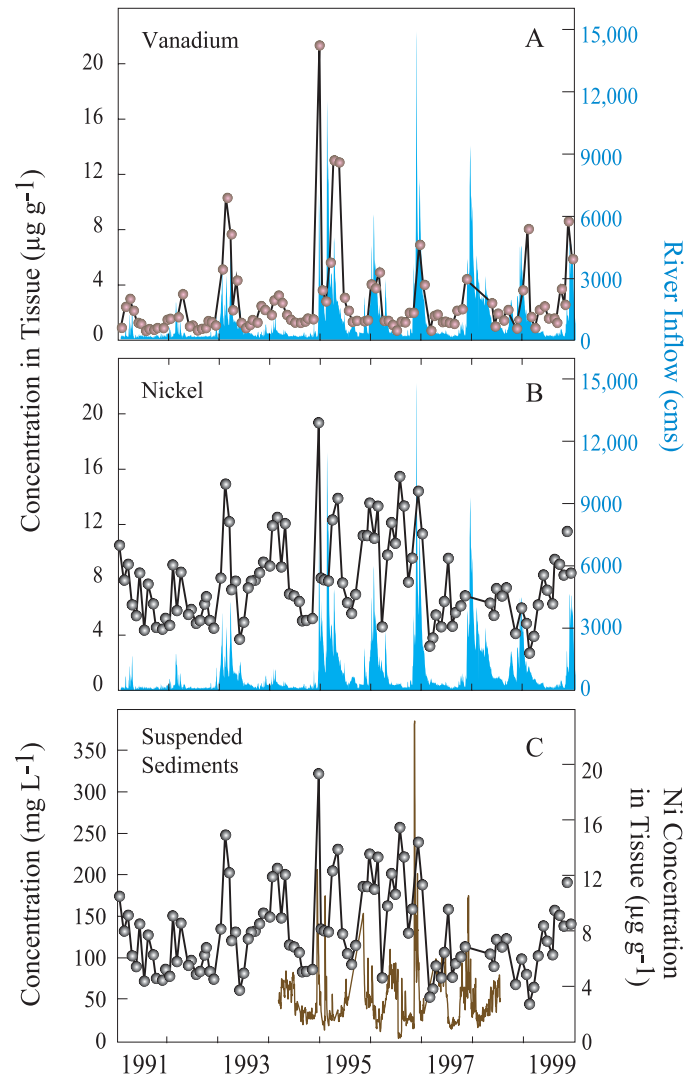 Vanadium
A
20
16
12
8
4
0
15,000
9000
6000
3000
0
Nickel
B
20
16
12
8
4
0
15,000
12,000
9000
6000
3000
0
Concentration in Tissue (µg g-1)
River Inflow (cms)
Suspended
Sediments
C
350
300
250
200
150
100
50
0
Concentration (mg L-1)
20
16
12
8
4
0
Ni Concentration
in Tissue (µg g-1)
1991 1993 1995 1997 1999